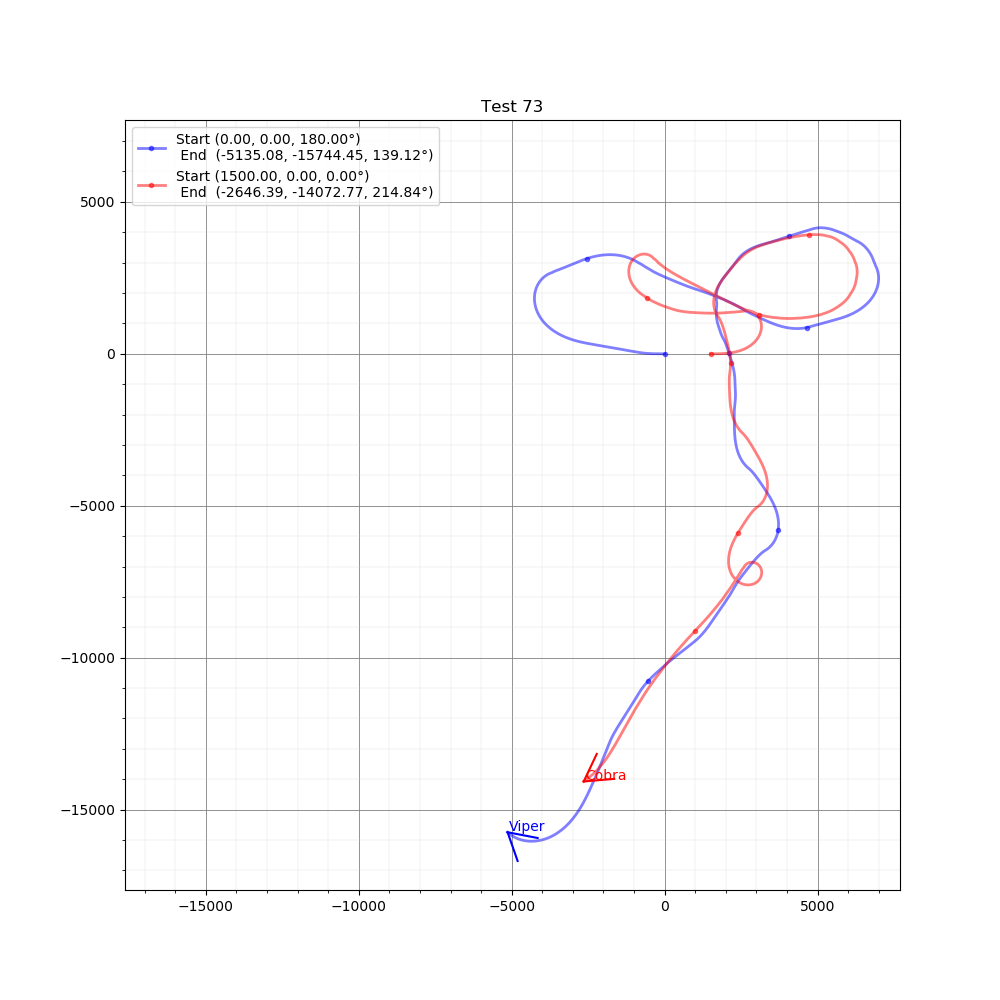 Test 73
Start (0.00, 0.00, 180.00°)
End  (-5135.08, -15744.45, 139.12°)
Start (1500.00, 0.00, 0.00°)
End  (-2646.39, -14072.77, 214.84°)
5000
0
−5000
−10000
−15000
Cobra
Viper
−15000
−10000
−5000
0
5000